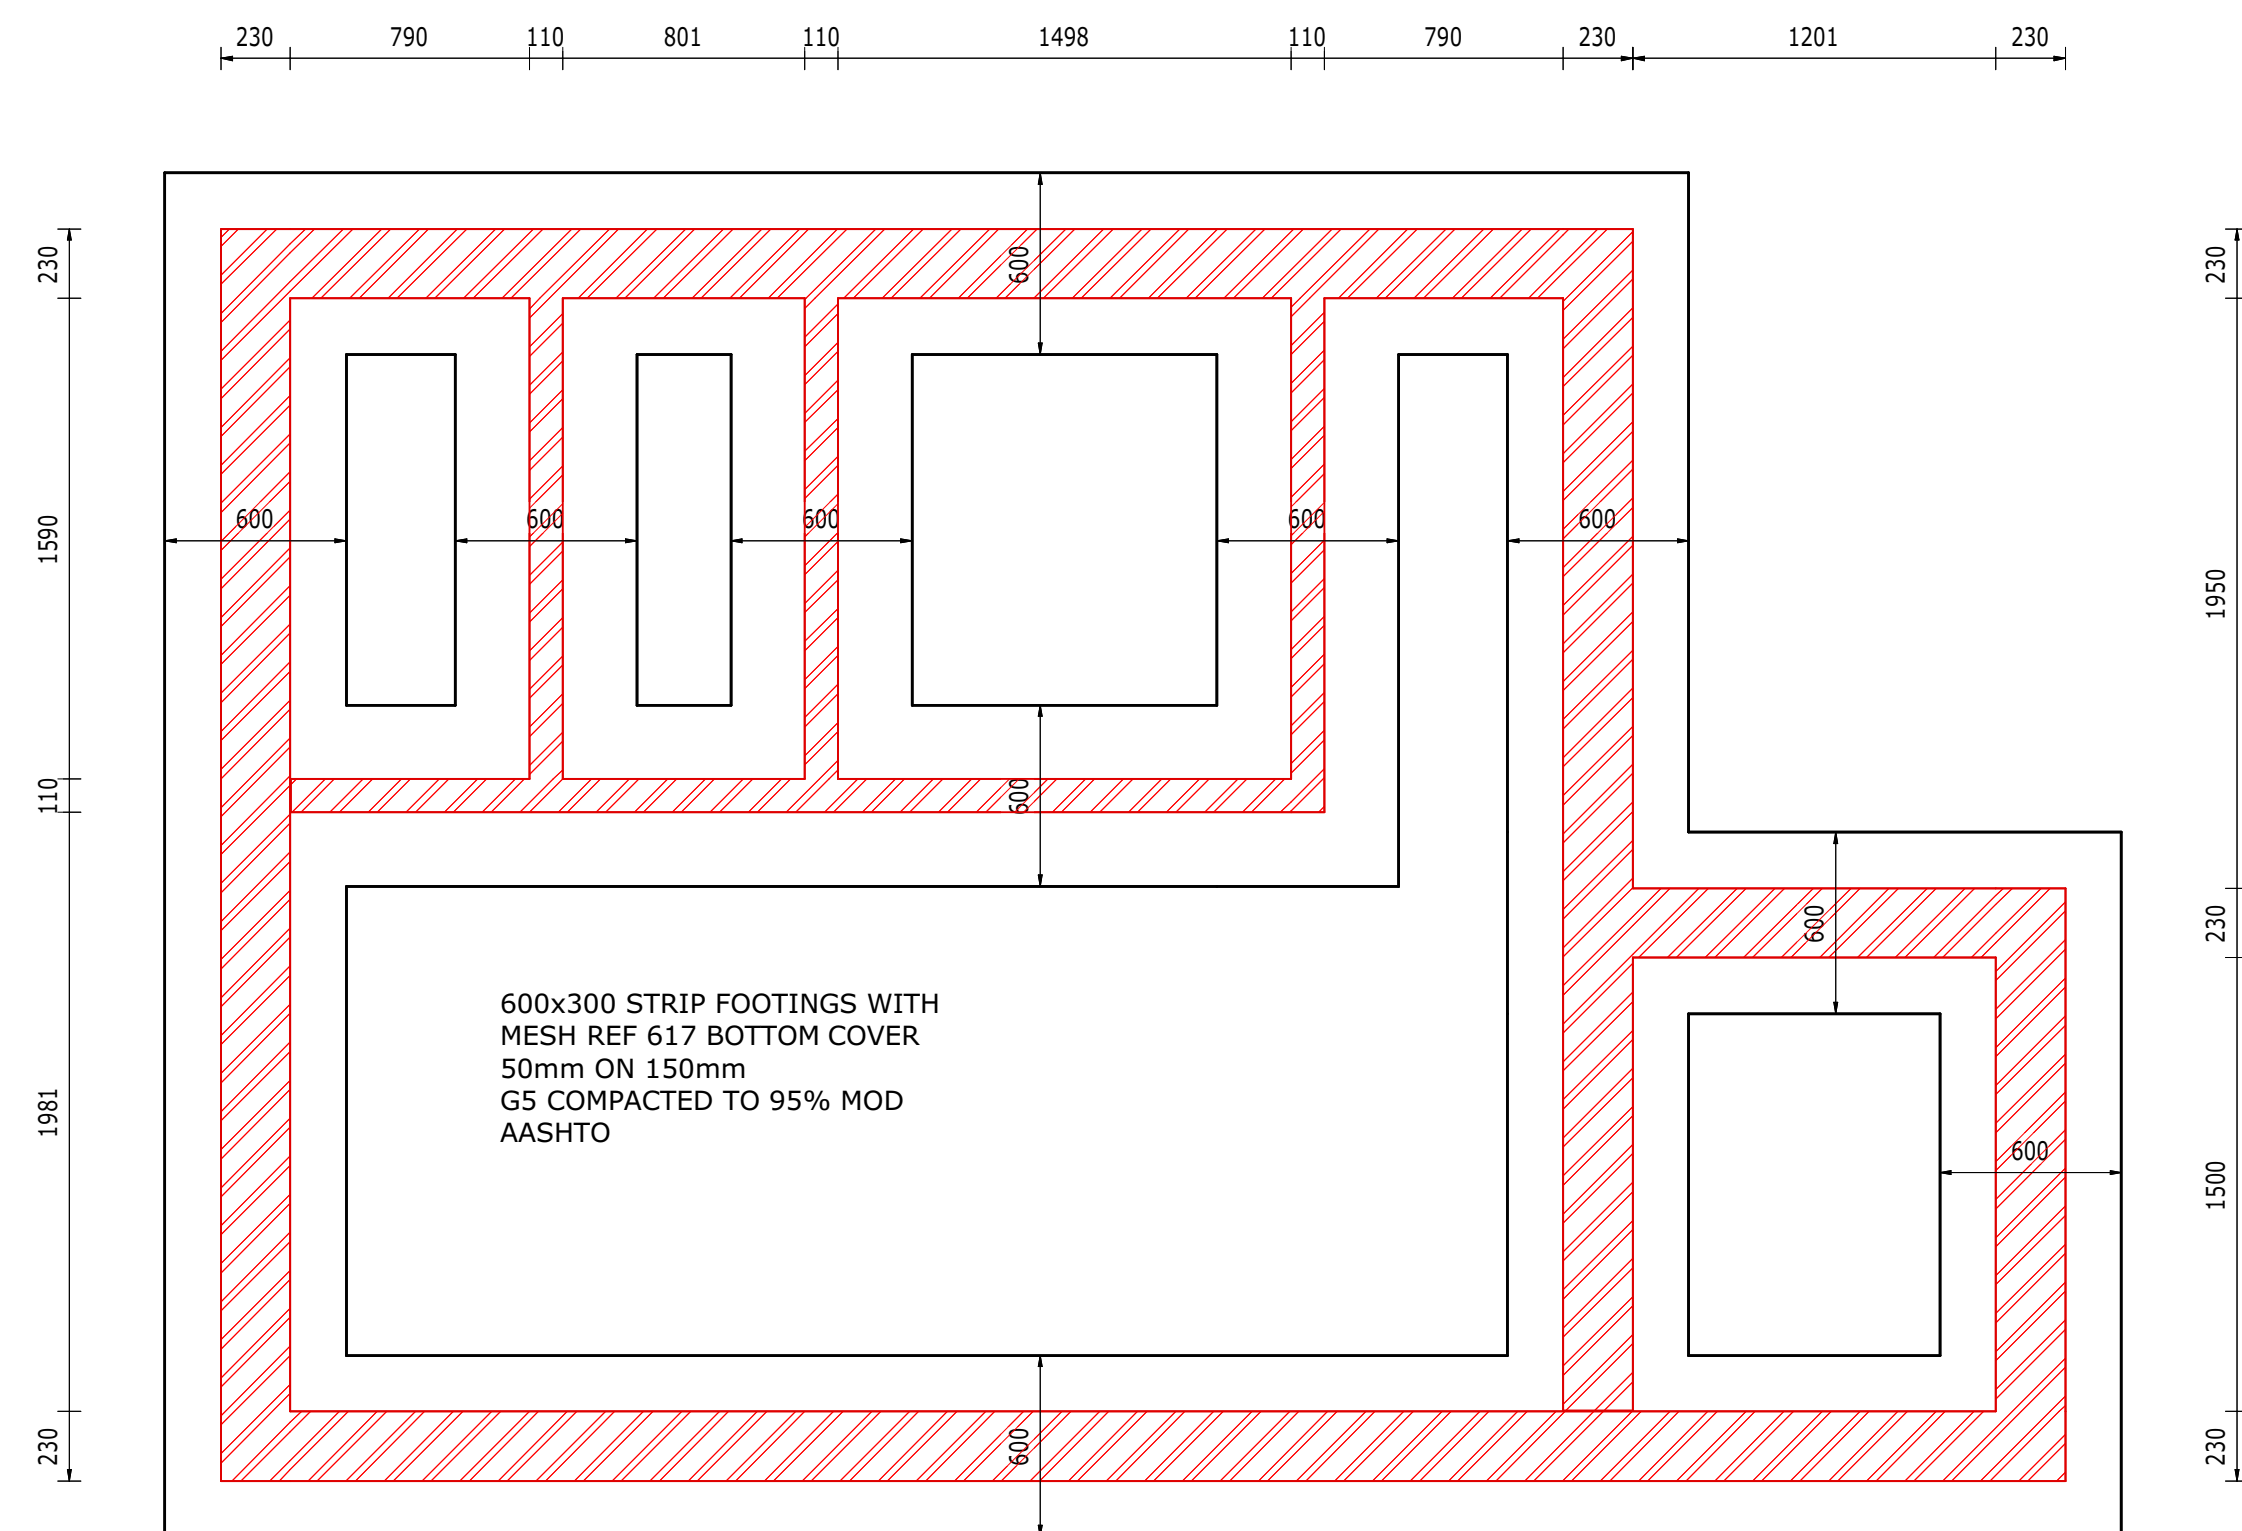 230 790 110 801 110 1498 110 790 230 1201 230
600
230
230
600 600 600 600 600
1590
1950
110
600
600
230
600x300 STRIP FOOTINGS WITH
MESH REF 617 BOTTOM COVER
50mm ON 150mm
G5 COMPACTED TO 95% MOD
AASHTO
1981
600
1500
230
600
230